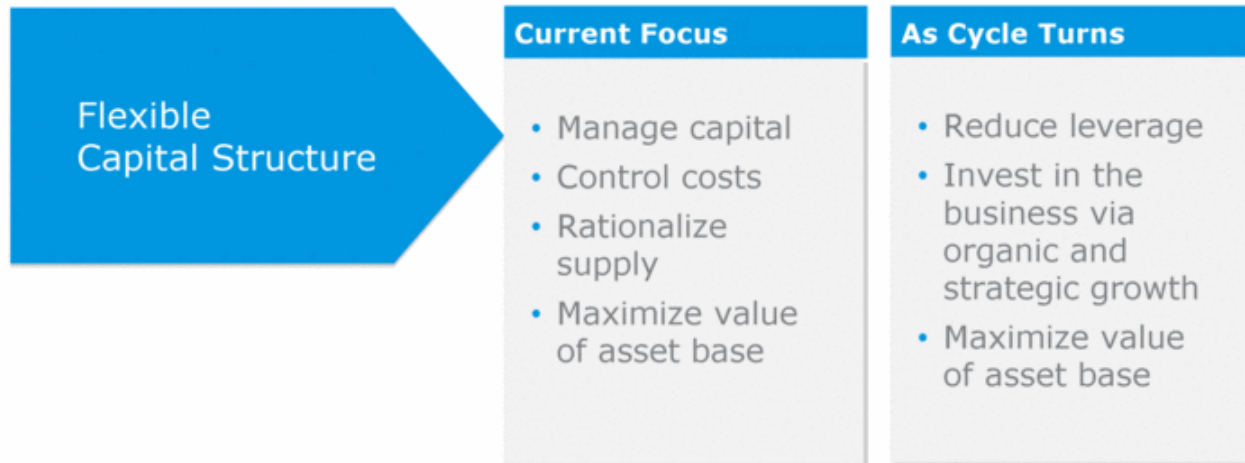 Flexible
Capital Structure
Current Focus
• Manage capital
• Control costs
• Rationalize
supply
• Maximize value
of asset base
As Cycle Turns
• Reduce leverage
• Invest in the
business via
organic and
strategic growth
• Maximize value
of asset base